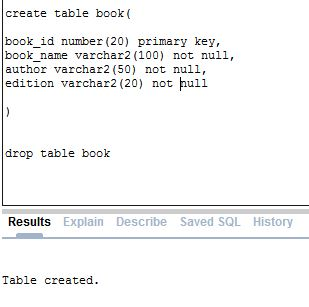 create table book(
book_id number(20) primary key,
book_name varchar2(100) not null,
author varchar2(50) not null,
edition varchar2(20) not null
)
drop table book
Results Explain Describe Saved SQL History
Table created.